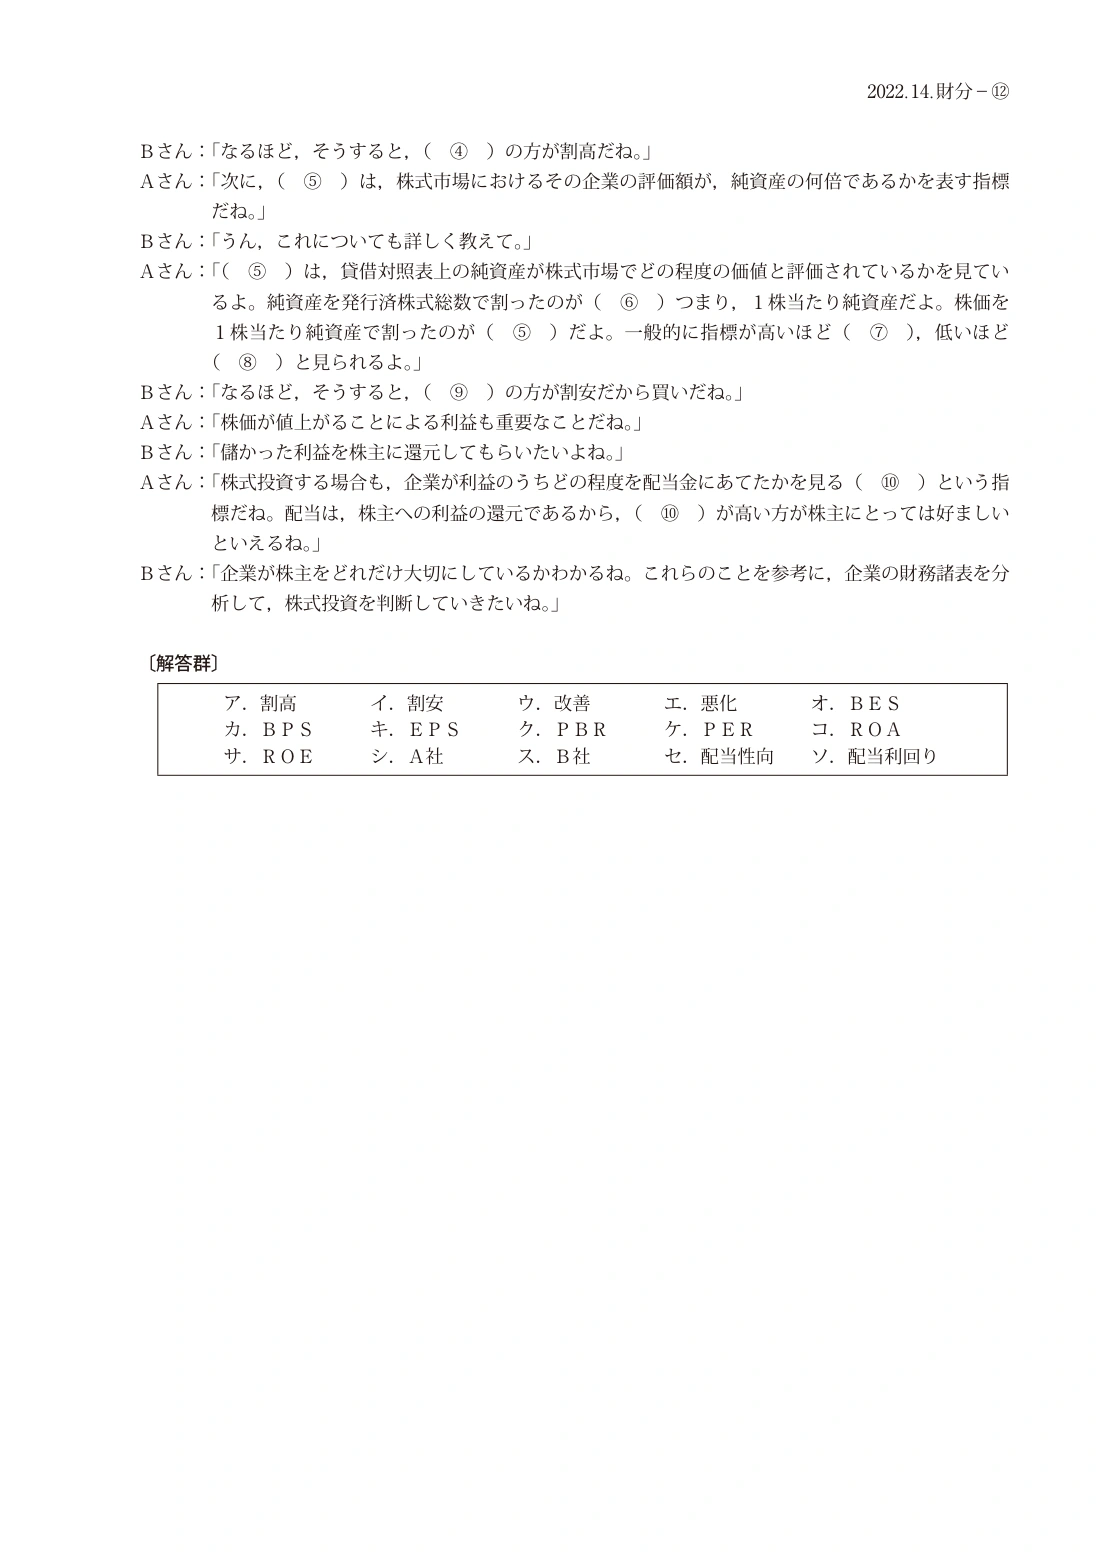 2022.14.財分－⑫
Ｂさん：「なるほど，そうすると，（　④　）の方が割高だね。」
Ａさん：「次に，（　⑤　）は，株式市場におけるその企業の評価額が，純資産の何倍であるかを表す指標
だね。」
Ｂさん：「うん，これについても詳しく教えて。」
Ａさん：「（　⑤　）は，貸借対照表上の純資産が株式市場でどの程度の価値と評価されているかを見てい
るよ。純資産を発行済株式総数で割ったのが（　⑥　）つまり，１株当たり純資産だよ。株価を
１株当たり純資産で割ったのが（　⑤　）だよ。一般的に指標が高いほど（　⑦　），低いほど
（　⑧　）と見られるよ。」
Ｂさん：「なるほど，そうすると，（　⑨　）の方が割安だから買いだね。」
Ａさん：「株価が値上がることによる利益も重要なことだね。」
Ｂさん：「儲かった利益を株主に還元してもらいたいよね。」
Ａさん：「株式投資する場合も，企業が利益のうちどの程度を配当金にあてたかを見る（　⑩　）という指
標だね。配当は，株主への利益の還元であるから，（　⑩　）が高い方が株主にとっては好ましい
といえるね。」
Ｂさん：「企業が株主をどれだけ大切にしているかわかるね。これらのことを参考に，企業の財務諸表を分
析して，株式投資を判断していきたいね。」
〔解答群〕
ア．割高　イ．割安　ウ．改善　エ．悪化　オ．ＢＥＳ
カ．ＢＰＳ　キ．ＥＰＳ　ク．ＰＢＲ　ケ．ＰＥＲ　コ．ＲＯＡ
サ．ＲＯＥ　シ．Ａ社　ス．Ｂ社　セ．配当性向　ソ．配当利回り